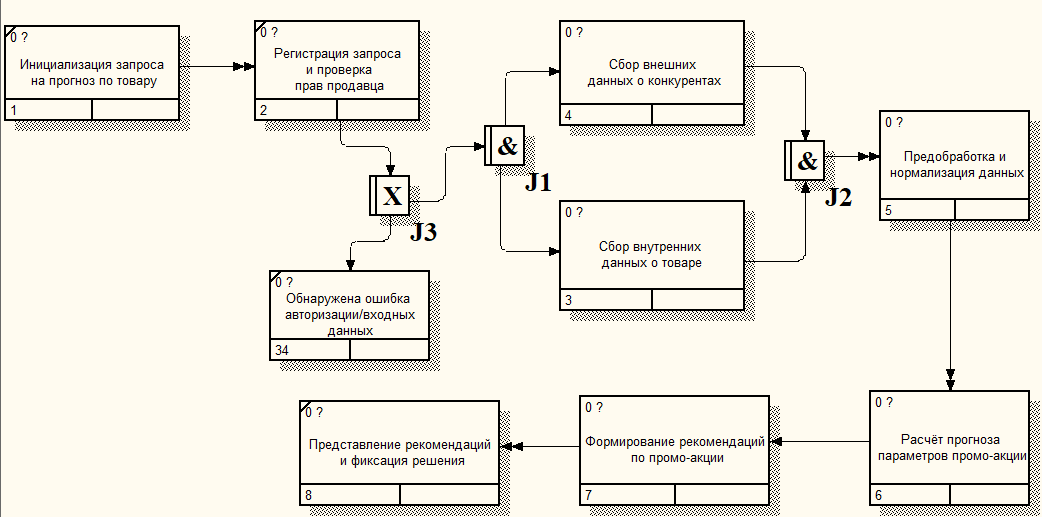 0 ?
Инициализация запроса
на прогноз по товару
1
0 ?
Регистрация запроса
и проверка
прав продавца
2
0 ?
Сбор внешних
данных о конкурентах
4
&
J1
X
J3
&
J2
0 ?
Предобработка и
нормализация данных
5
0 ?
Сбор внутренних
данных о товаре
3
0 ?
Обнаружена ошибка
авторизации/входных
данных
34
0 ?
Представление рекомендаций
и фиксация решения
8
0 ?
Формирование рекомендаций
по промо-акции
7
0 ?
Расчёт прогноза
параметров промо-акции
6